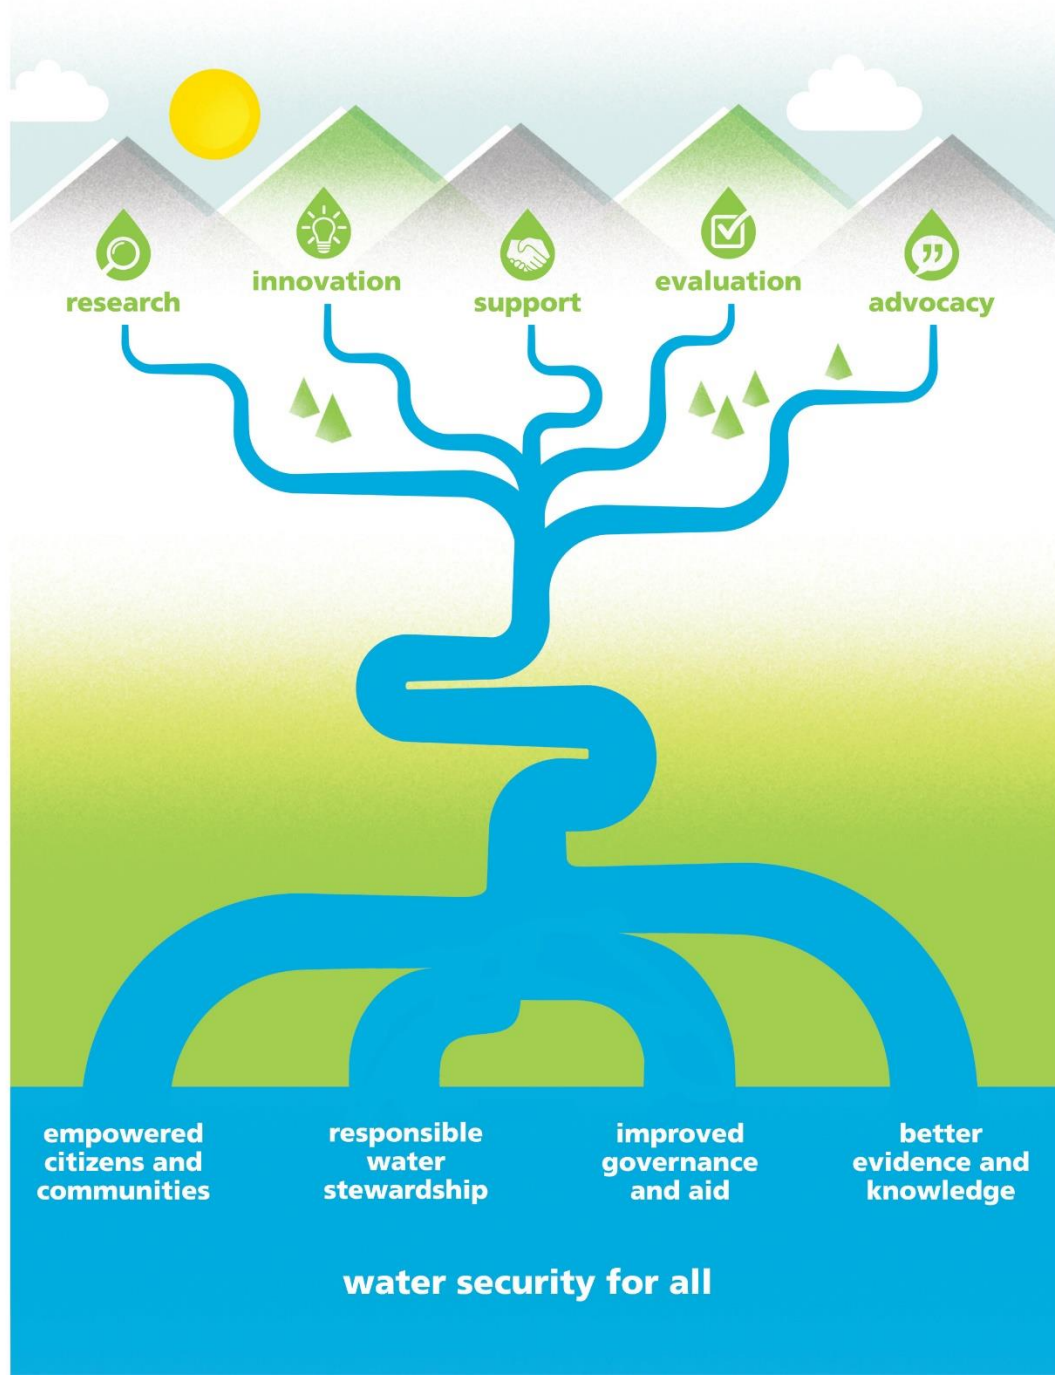 research
innovation
support
evaluation
advocacy
empowered
citizens and
communities
responsible
water
stewardship
improved
governance
and aid
better
evidence and
knowledge
water security for all